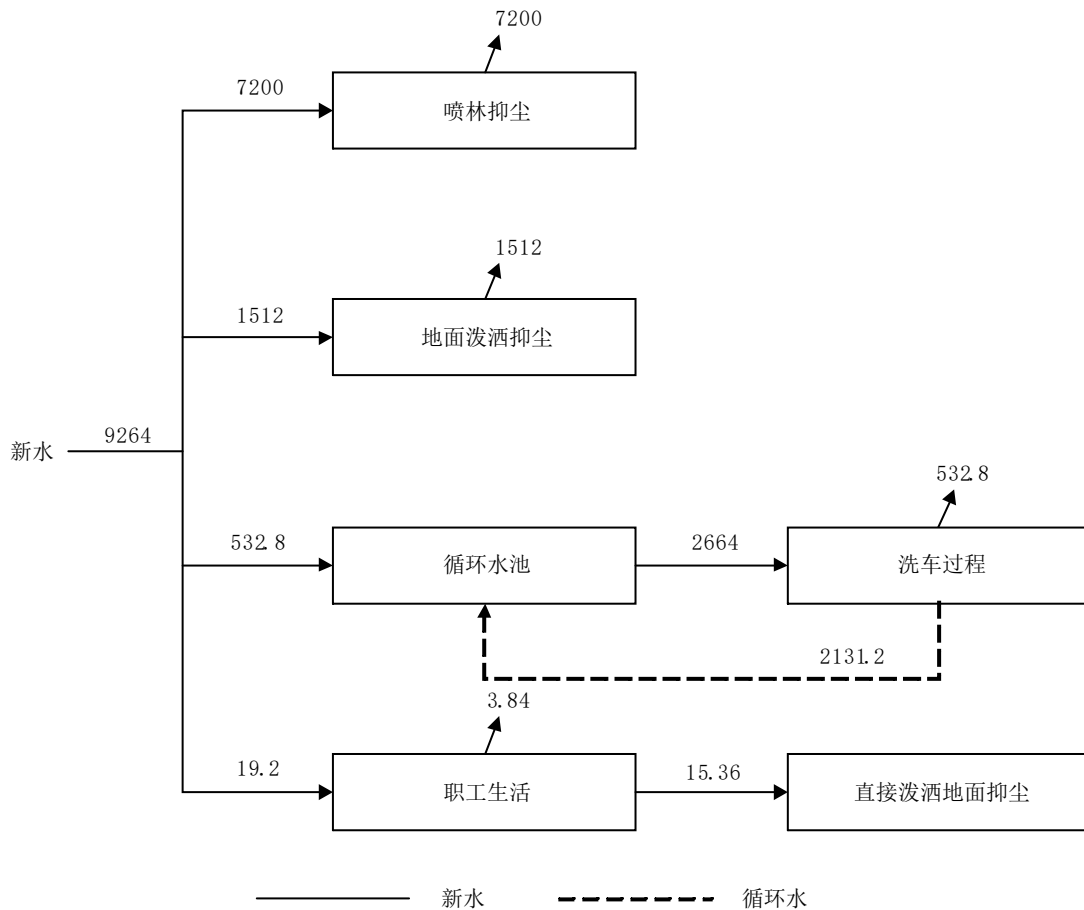 7200
7200
喷林抑尘
1512
1512
地面泼洒抑尘
新水
9264
532.8
532.8
循环水池
2664
洗车过程
2131.2
3.84
19.2
职工生活
15.36
直接泼洒地面抑尘
新水
循环水